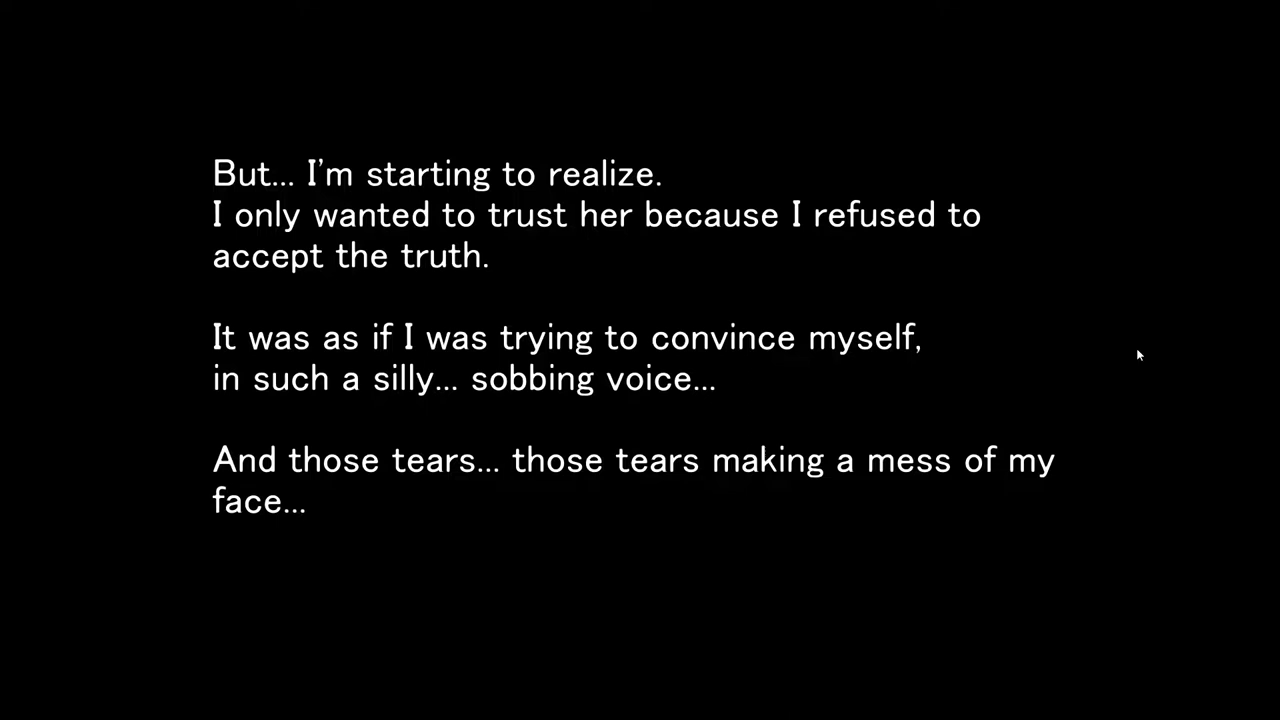 But... I'm starting to realize.
I only wanted to trust her because I refused to
accept the truth.
It was as if I was trying to convince myself,
in such a silly... sobbing voice...
And those tears... those tears making a mess of my
face...